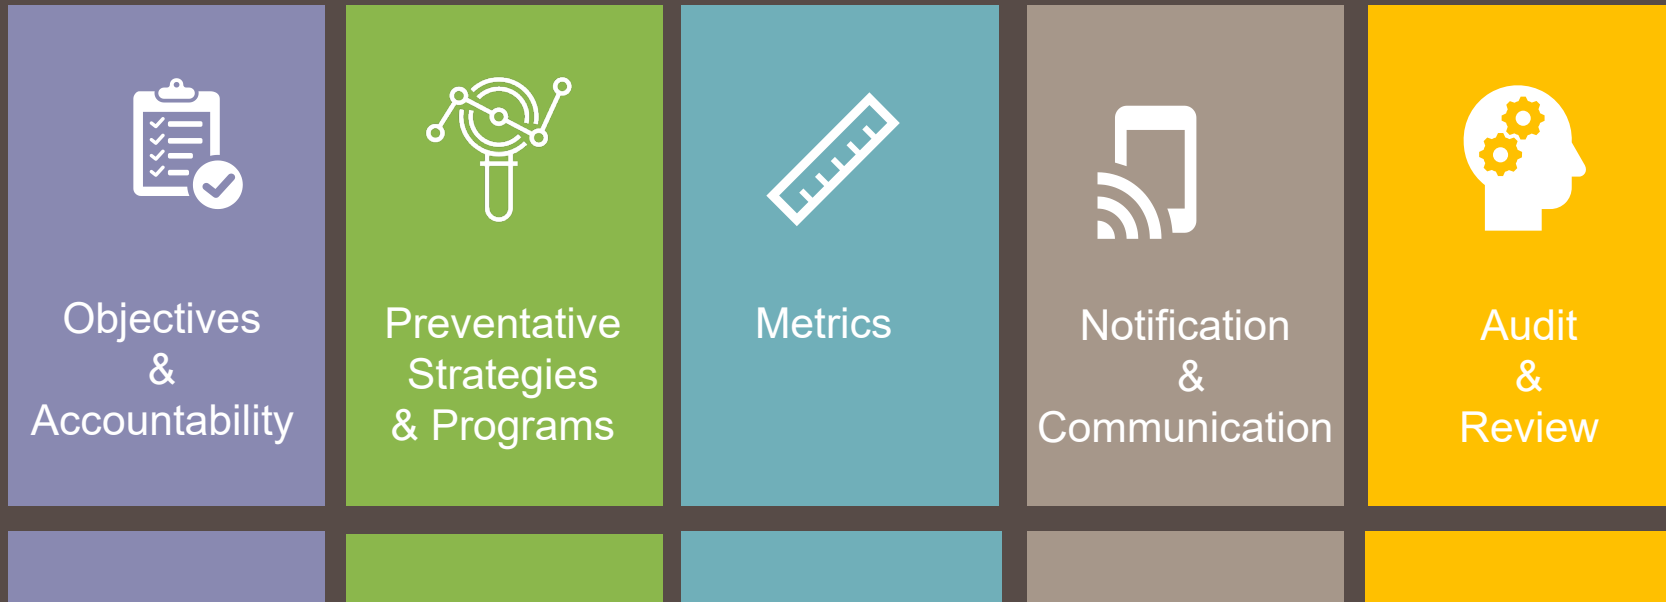 Objectives
&
Accountability
Preventative
Strategies
& Programs
Metrics
Notification
&
Communication
Audit
&
Review